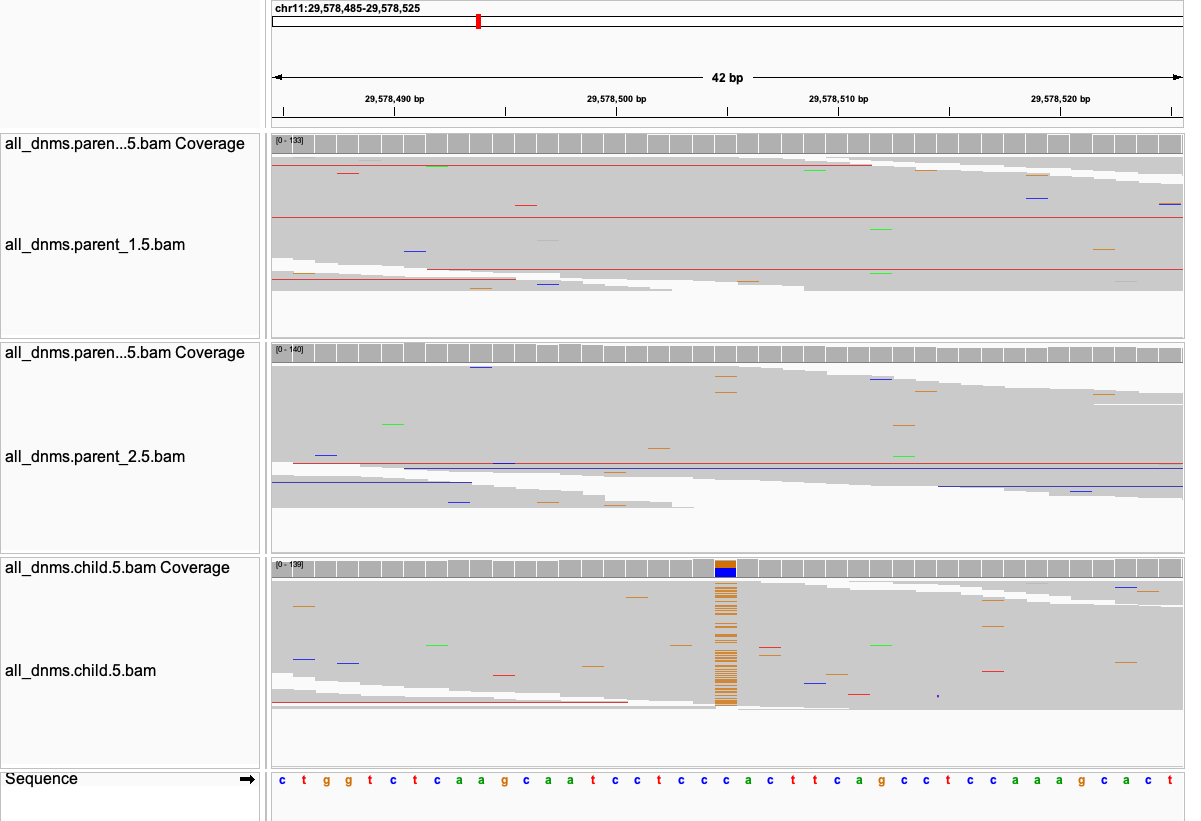 chr11:29,578,485-29,578,525
42 bp
29,578,490 bp 29,578,500 bp 29,578,510 bp 29,578,520 bp
all_dnms.paren...5.bam Coverage
[0 - 133]
all_dnms.parent_1.5.bam
all_dnms.paren...5.bam Coverage
[0 - 140]
all_dnms.parent_2.5.bam
all_dnms.child.5.bam Coverage
[0 - 139]
all_dnms.child.5.bam
Sequence
c t g g t c t c a a g c a a t c c t c c c a c t t c a g c c t c c a a a g c a c t